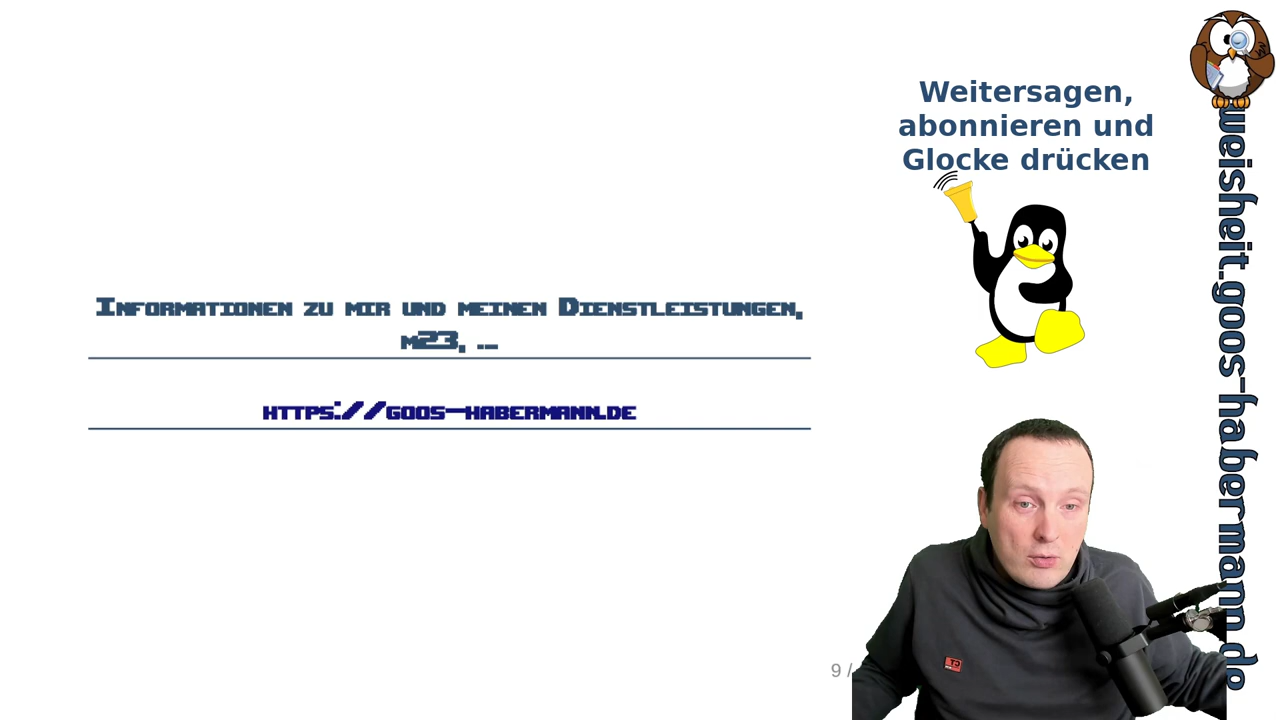 Weitersagen,
abonnieren und
Glocke drücken
Informationen zu mir und meinen Dienstleistungen,
m23, ...
https://goos-habermann.de
weisheit.goos-habermann.de
9 /